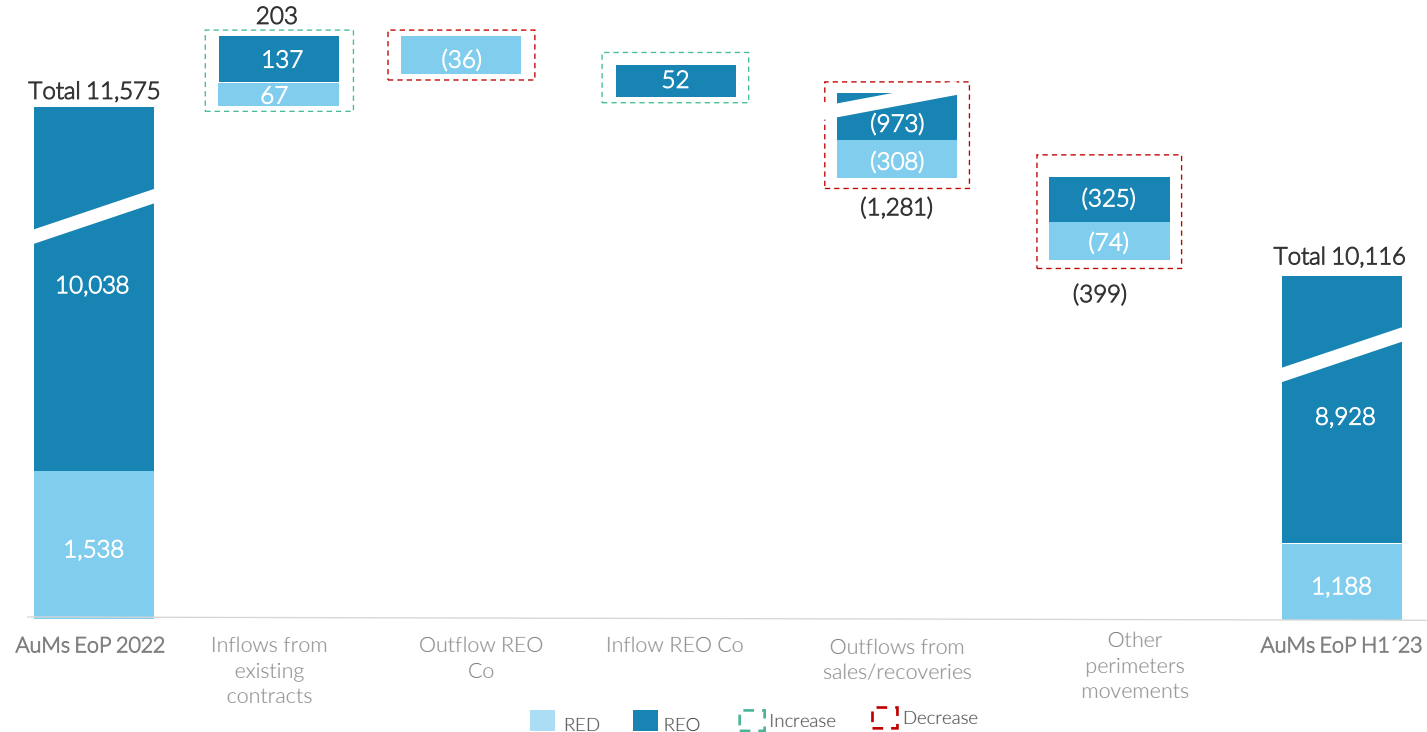 203
137
67
(36)
52
Total 11,575
(973)
(308)
(1,281)
(325)
(74)
(399)
Total 10,116
10,038
8,928
1,538
1,188
AuMs EoP 2022
Inflows from
existing
contracts
Outflow REO
Co
Inflow REO Co
Outflows from
sales/recoveries
Other
perimeters
movements
AuMs EoP H1´23
RED
REO
Increase
Decrease